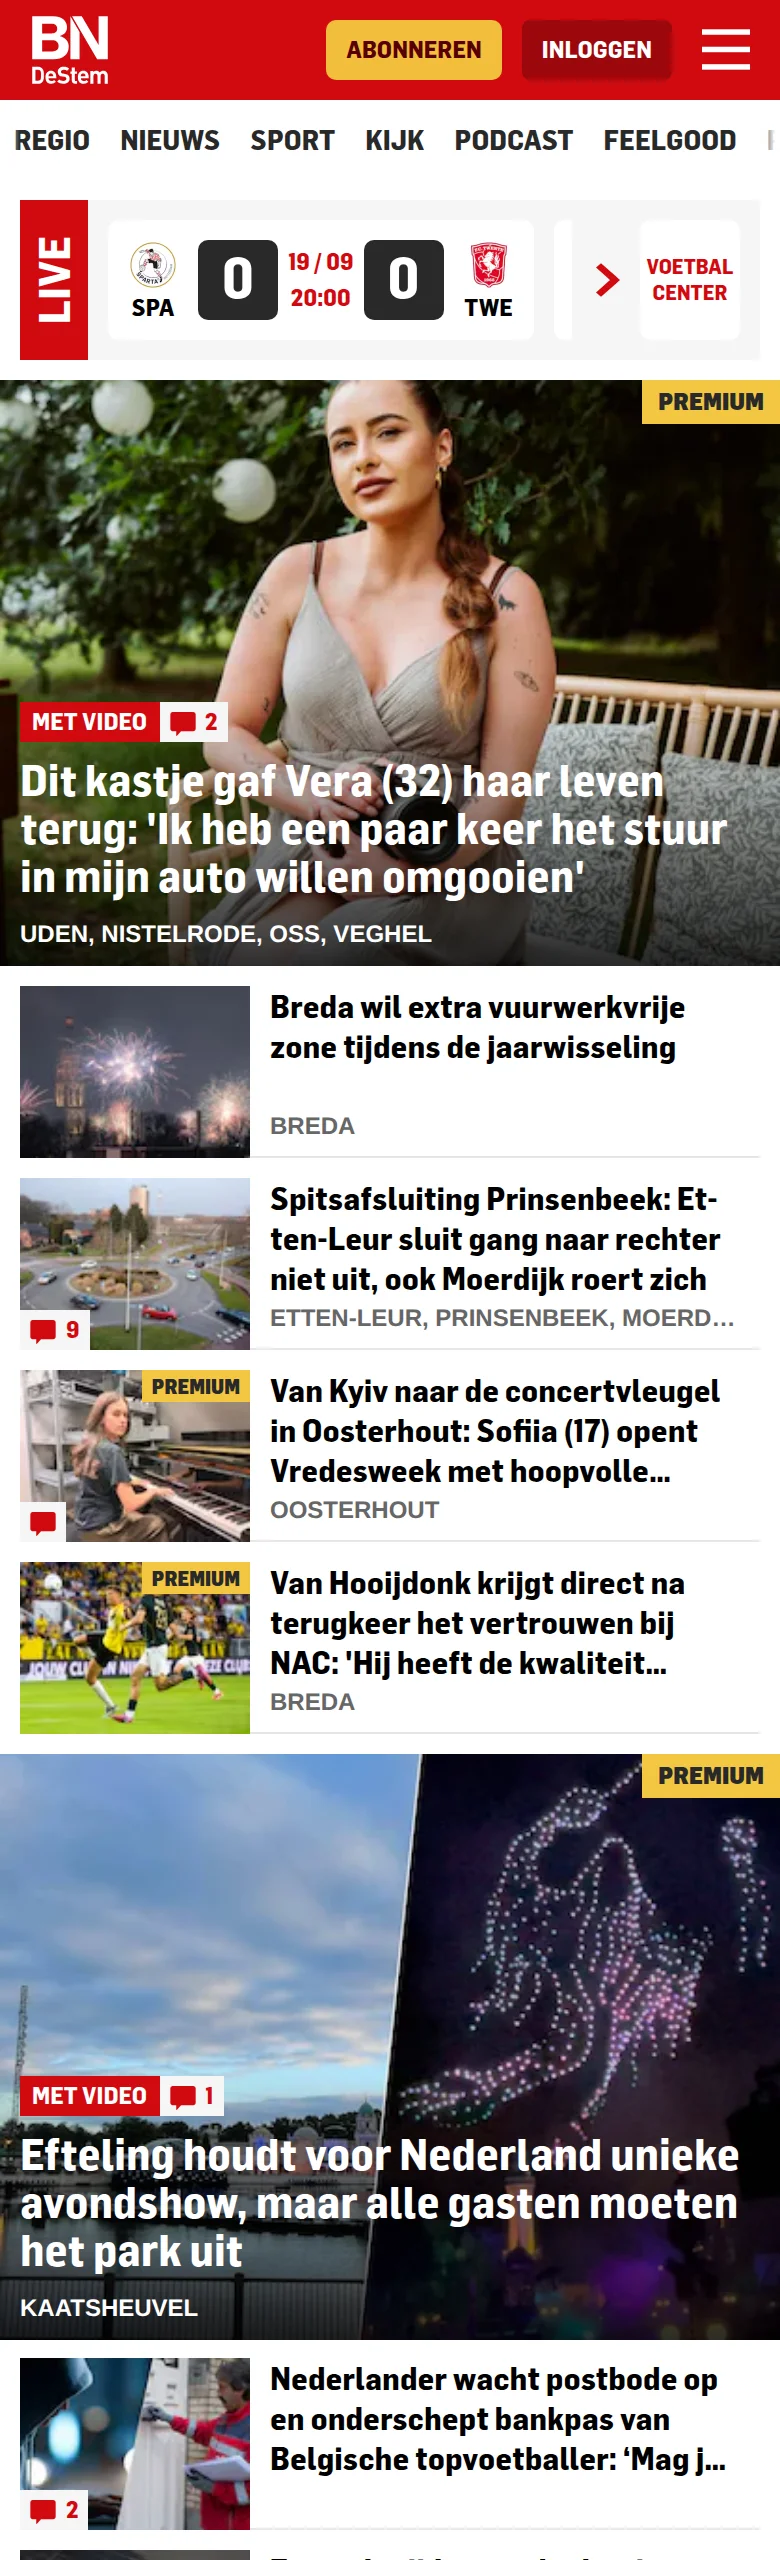 BN
DeStem
ABONNEREN
INLOGGEN
REGIO NIEUWS SPORT KIJK PODCAST FEELGOOD
LIVE
SPA
0
19 / 09
20:00
0
TWE
VOETBAL
CENTER
PREMIUM
MET VIDEO 2
Dit kastje gaf Vera (32) haar leven
terug: 'Ik heb een paar keer het stuur
in mijn auto willen omgooien'
UDEN, NISTELRODE, OSS, VEGHEL
Breda wil extra vuurwerkvrije
zone tijdens de jaarwisseling
BREDA
9
Spitsafsluiting Prinsenbeek: Et-
ten-Leur sluit gang naar rechter
niet uit, ook Moerdijk roert zich
ETTEN-LEUR, PRINSENBEEK, MOERD…
PREMIUM
Van Kyiv naar de concertvleugel
in Oosterhout: Sofiia (17) opent
Vredesweek met hoopvolle…
OOSTERHOUT
PREMIUM
Van Hooijdonk krijgt direct na
terugkeer het vertrouwen bij
NAC: 'Hij heeft de kwaliteit…
BREDA
PREMIUM
MET VIDEO 1
Efteling houdt voor Nederland unieke
avondshow, maar alle gasten moeten
het park uit
KAATSHEUVEL
2
Nederlander wacht postbode op
en onderschept bankpas van
Belgische topvoetballer: ‘Mag j…